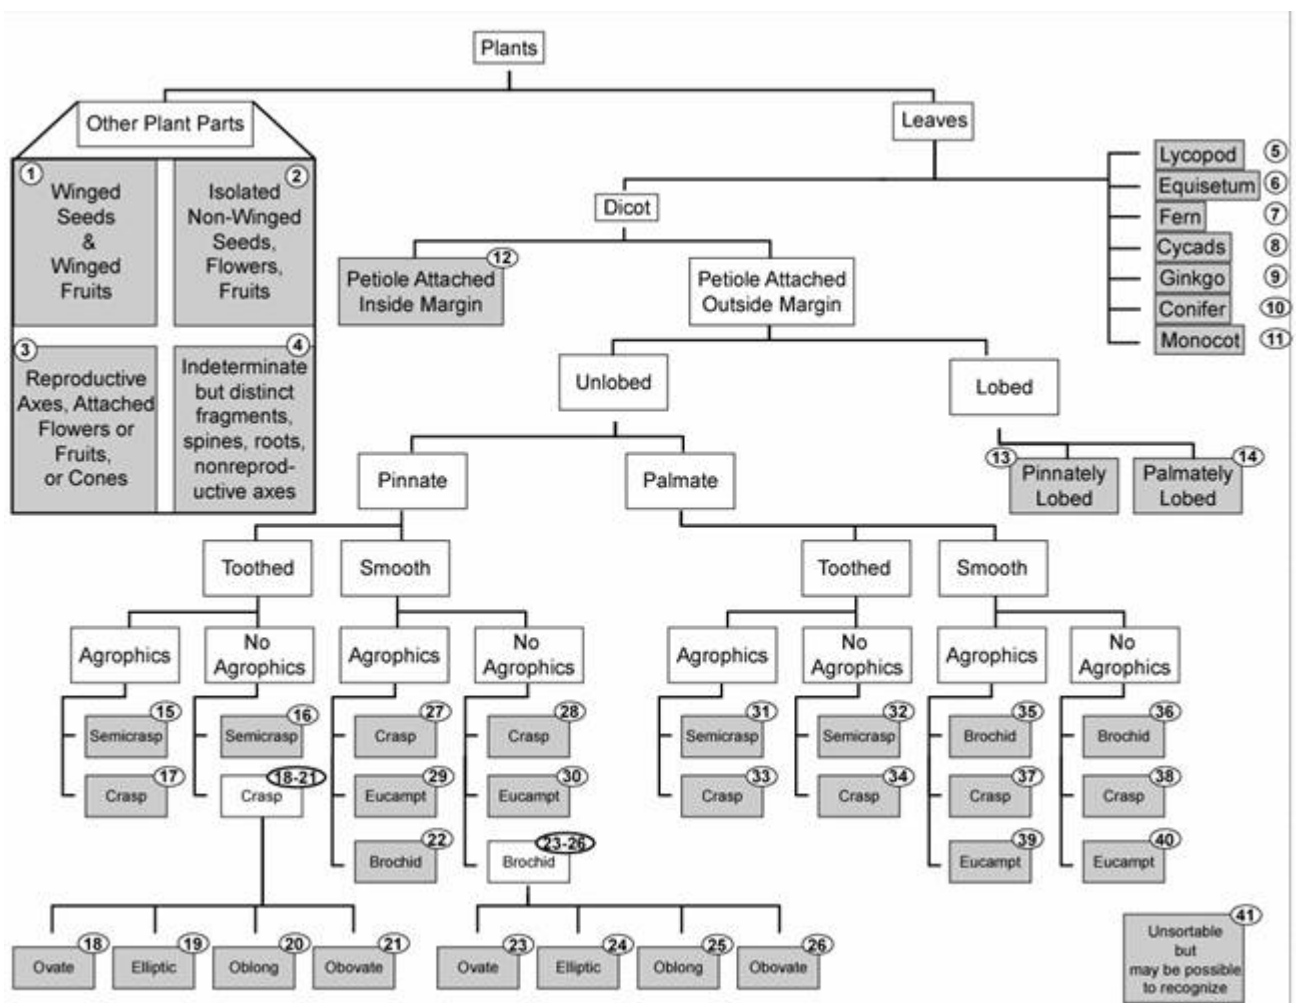 Plants
Other Plant Parts
Leaves
1
Winged
Seeds
&
Winged
Fruits
2
Isolated
Non-Winged
Seeds,
Flowers,
Fruits
3
Reproductive
Axes, Attached
Flowers or
Fruits,
or Cones
4
Indeterminate
but distinct
fragments,
spines, roots,
nonreprod-
uctive axes
Lycopod 5
Equisetum 6
Fern 7
Cycads 8
Ginkgo 9
Conifer 10
Monocot 11
Dicot
12
Petiole Attached
Inside Margin
Petiole Attached
Outside Margin
Unlobed
Lobed
Pinnate
Palmate
13
Pinnately
Lobed
14
Palmately
Lobed
Toothed
Smooth
Toothed
Smooth
Agrophics
No
Agrophics
Agrophics
No
Agrophics
Agrophics
No
Agrophics
Agrophics
No
Agrophics
15
Semicrasp
16
Semicrasp
27
Crasp
28
Crasp
31
Semicrasp
32
Semicrasp
35
Brochid
36
Brochid
17
Crasp
18-21
Crasp
29
Eucampt
30
Eucampt
33
Crasp
34
Crasp
37
Crasp
38
Crasp
22
Brochid
23-26
Brochid
39
Eucampt
40
Eucampt
18
Ovate
19
Elliptic
20
Oblong
21
Obovate
23
Ovate
24
Elliptic
25
Oblong
26
Obovate
41
Unsortable
but
may be possible
to recognize